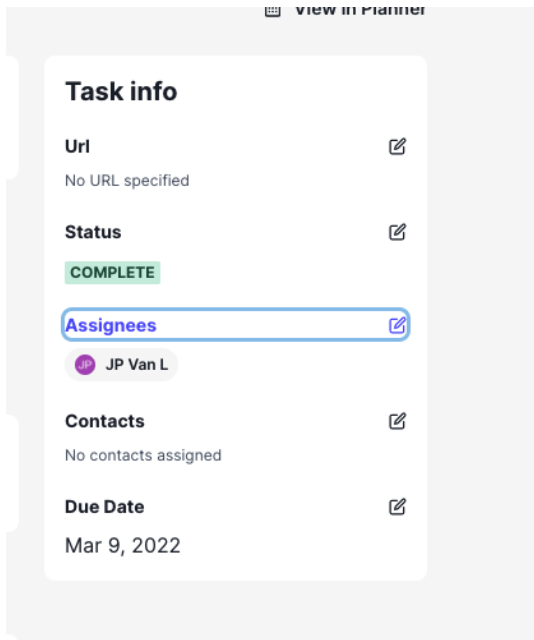 View in Planner
Task info
Url
No URL specified
Status
COMPLETE
Assignees
JP JP Van L
Contacts
No contacts assigned
Due Date
Mar 9, 2022